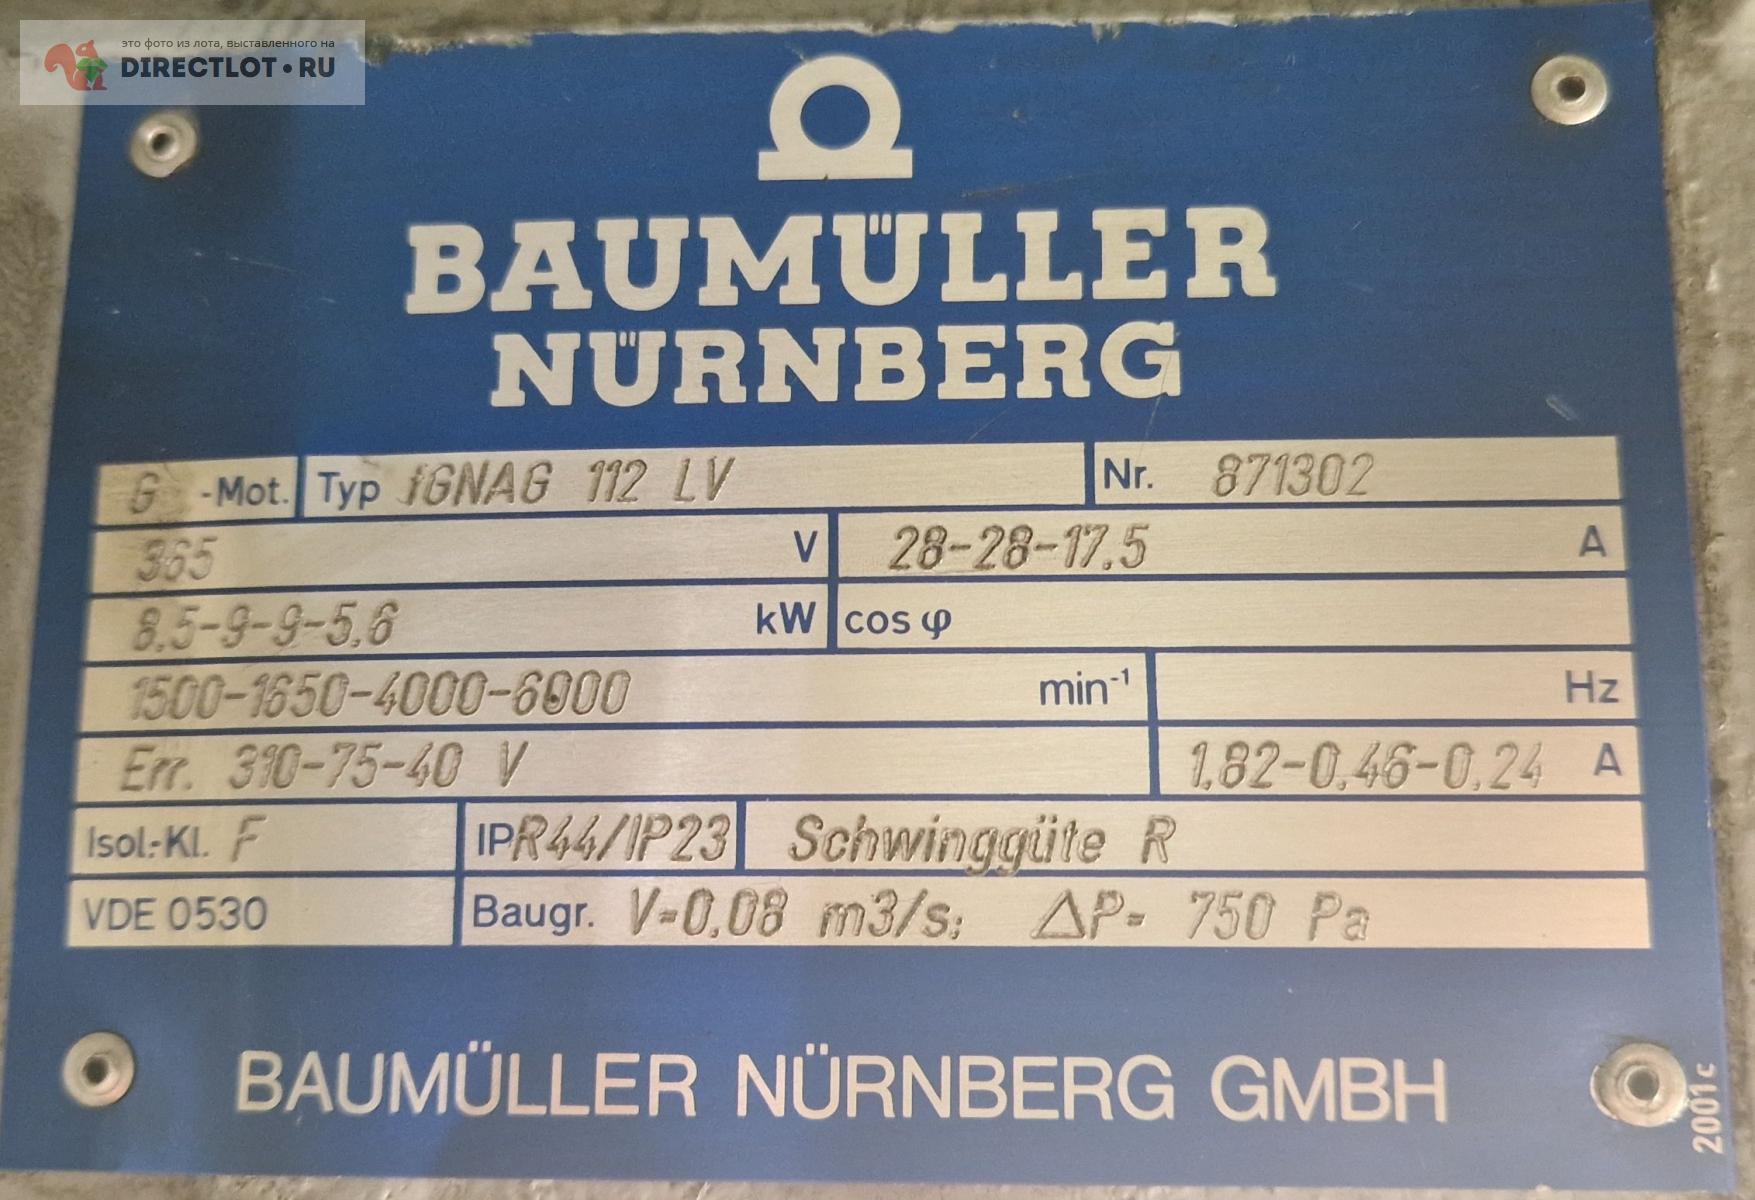 это фото из лота, выставленного на
DIRECTLOT•RU
BAUMÜLLER
NÜRNBERG
G -Mot. Typ IGNAG 112 LV Nr. 871302
365 V 28-28-17.5 A
8.5-9-9-5.6 kW cos φ
1500-1650-4000-6000 min⁻¹ Hz
Err. 310-75-40 V 1.82-0.46-0.24 A
Isol.-Kl. F IPR44/IP23 Schwinggüte R
VDE 0530 Baugr. V=0.08 m3/s; ΔP= 750 Pa
BAUMÜLLER NÜRNBERG GMBH
2001c